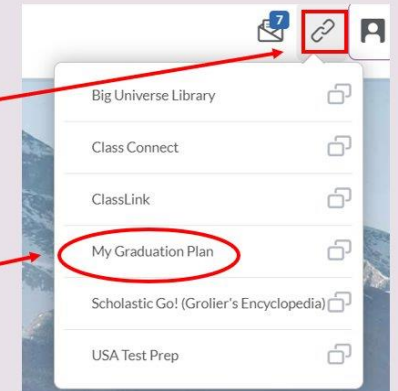 7
Big Universe Library
Class Connect
ClassLink
My Graduation Plan
Scholastic Go! (Grolier's Encyclopedia)
USA Test Prep